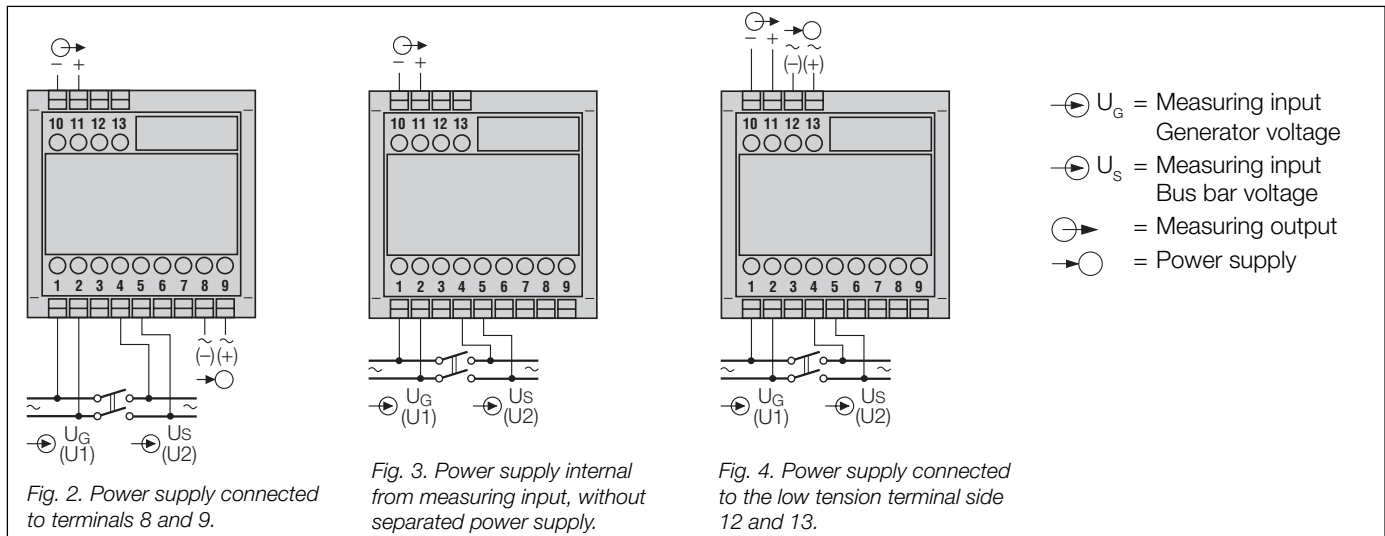 − +
10 11 12 13
1 2 3 4 5 6 7 8 9
~ ~
(−) (+)
~ ~
UG US
(U1) (U2)
Fig. 2. Power supply connected
to terminals 8 and 9.
− +
10 11 12 13
1 2 3 4 5 6 7 8 9
~ ~
UG US
(U1) (U2)
Fig. 3. Power supply internal
from measuring input, without
separated power supply.
~ ~
− + (−)(+)
10 11 12 13
1 2 3 4 5 6 7 8 9
~ ~
UG US
(U1) (U2)
Fig. 4. Power supply connected
to the low tension terminal side
12 and 13.
UG = Measuring input
Generator voltage
US = Measuring input
Bus bar voltage
= Measuring output
= Power supply